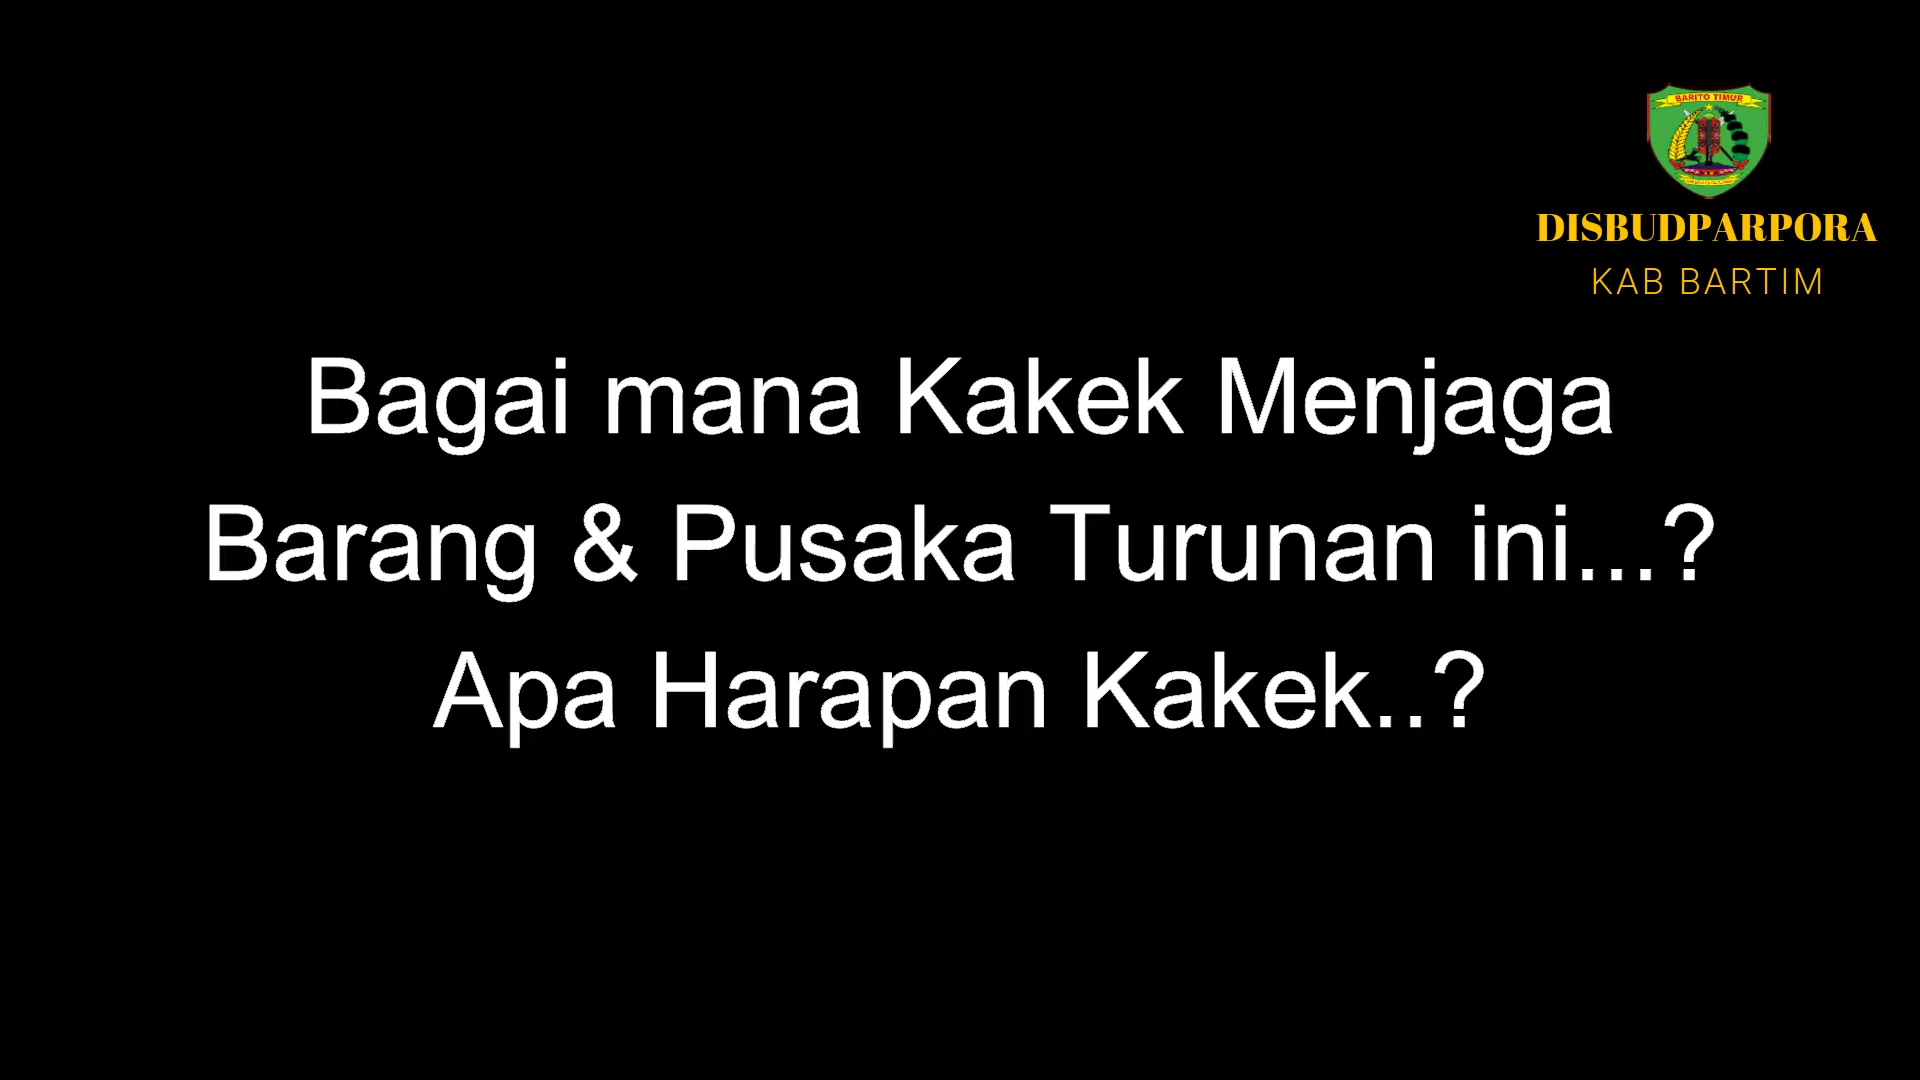 BARITO TIMUR
DISBUDPARPORA
KAB BARTIM
Bagai mana Kakek Menjaga
Barang & Pusaka Turunan ini...?
Apa Harapan Kakek..?